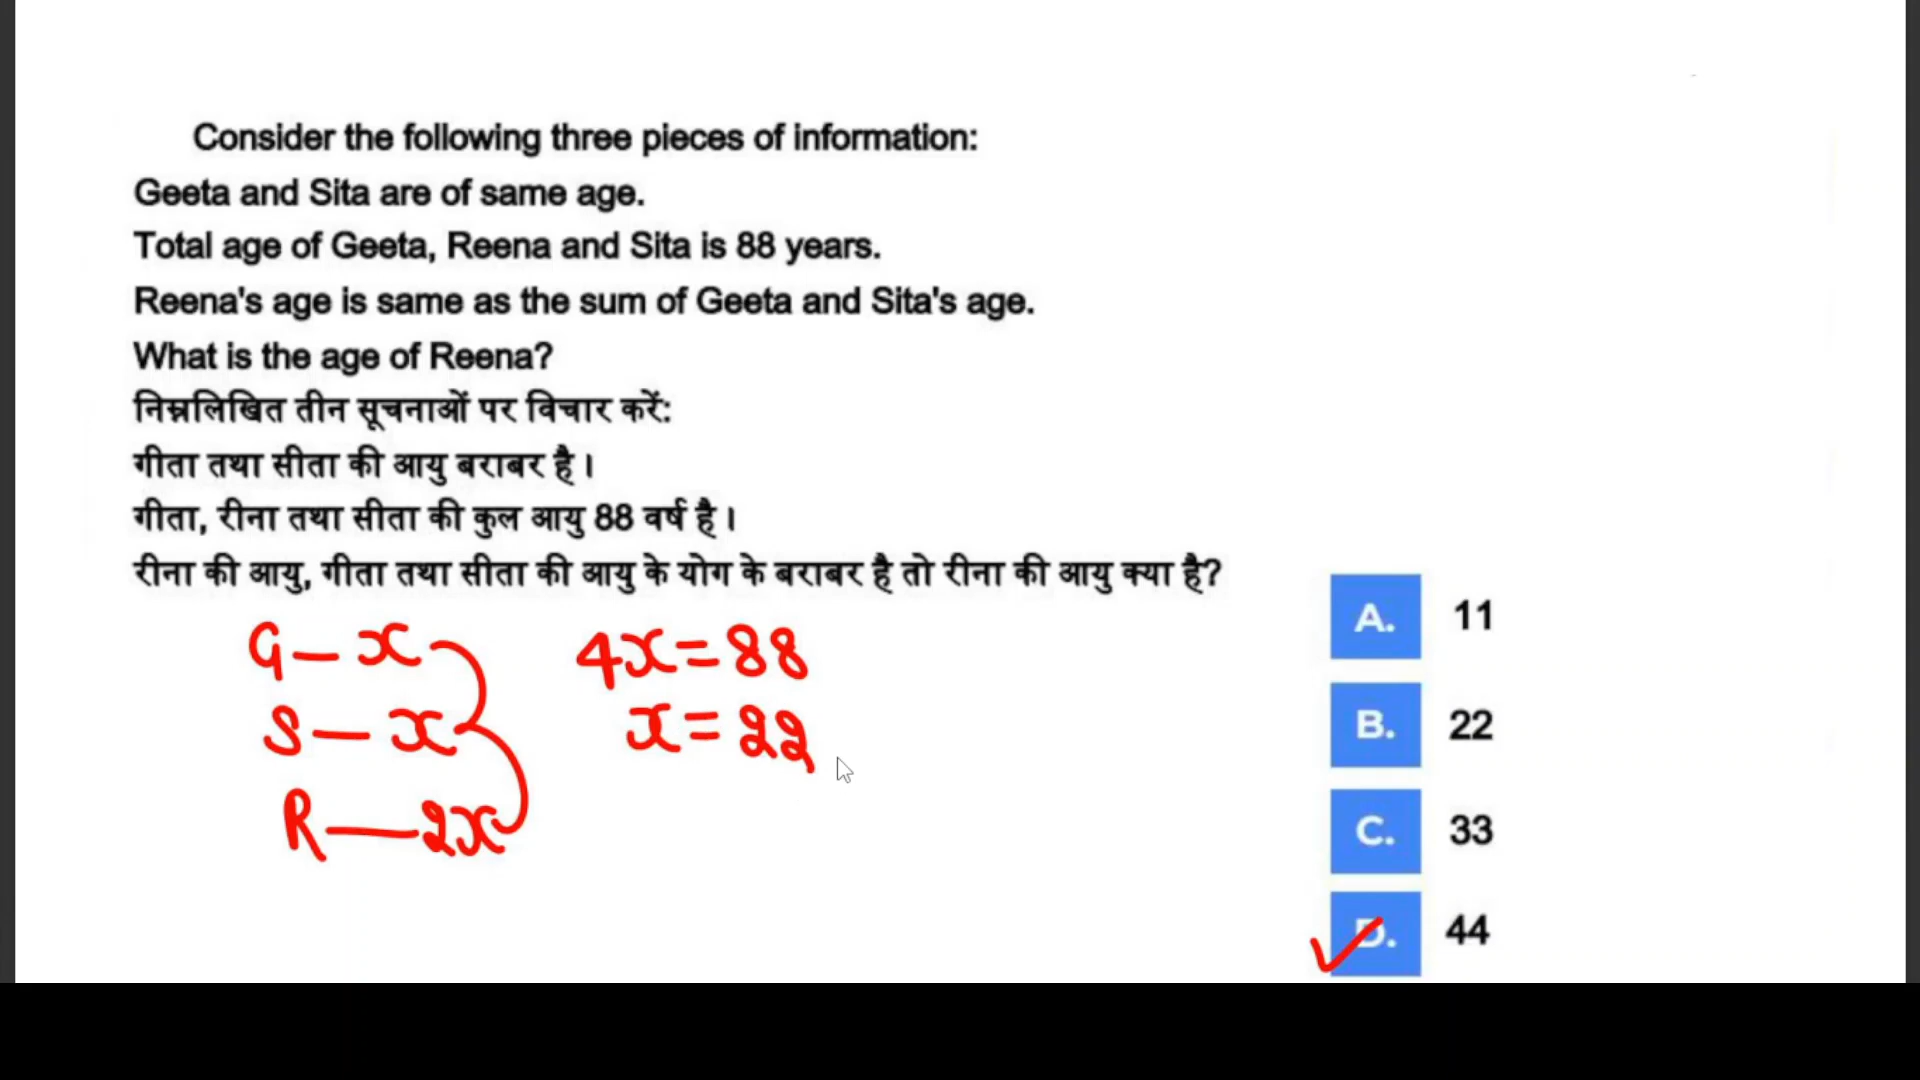 Consider the following three pieces of information:
Geeta and Sita are of same age.
Total age of Geeta, Reena and Sita is 88 years.
Reena's age is same as the sum of Geeta and Sita's age.
What is the age of Reena?
निम्नलिखित तीन सूचनाओं पर विचार करें:
गीता तथा सीता की आयु बराबर है।
गीता, रीना तथा सीता की कुल आयु 88 वर्ष है।
रीना की आयु, गीता तथा सीता की आयु के योग के बराबर है तो रीना की आयु क्या है?
G — x
S — x
R — 2x
4x = 88
x = 22
A. 11
B. 22
C. 33
D. 44